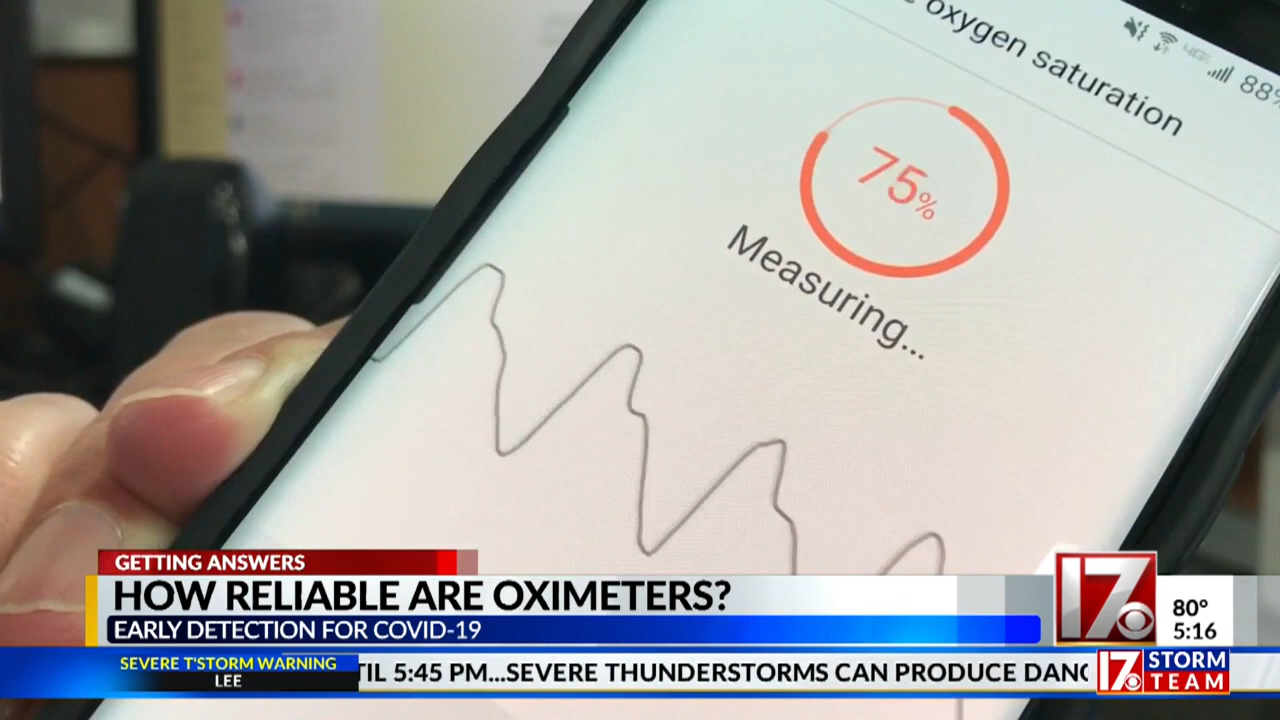 oxygen saturation
88%
75%
Measuring...
GETTING ANSWERS
HOW RELIABLE ARE OXIMETERS?
EARLY DETECTION FOR COVID-19
17
80°
5:16
SEVERE T'STORM WARNING
LEE
TIL 5:45 PM...SEVERE THUNDERSTORMS CAN PRODUCE
17 STORM
TEAM